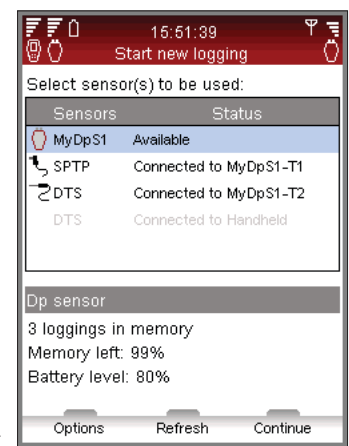 15:51:39
Start new logging
Select sensor(s) to be used:
Sensors Status
MyDpS1 Available
SPTP Connected to MyDpS1-T1
DTS Connected to MyDpS1-T2
DTS Connected to Handheld
Dp sensor
3 loggings in memory
Memory left: 99%
Battery level: 80%
Options Refresh Continue